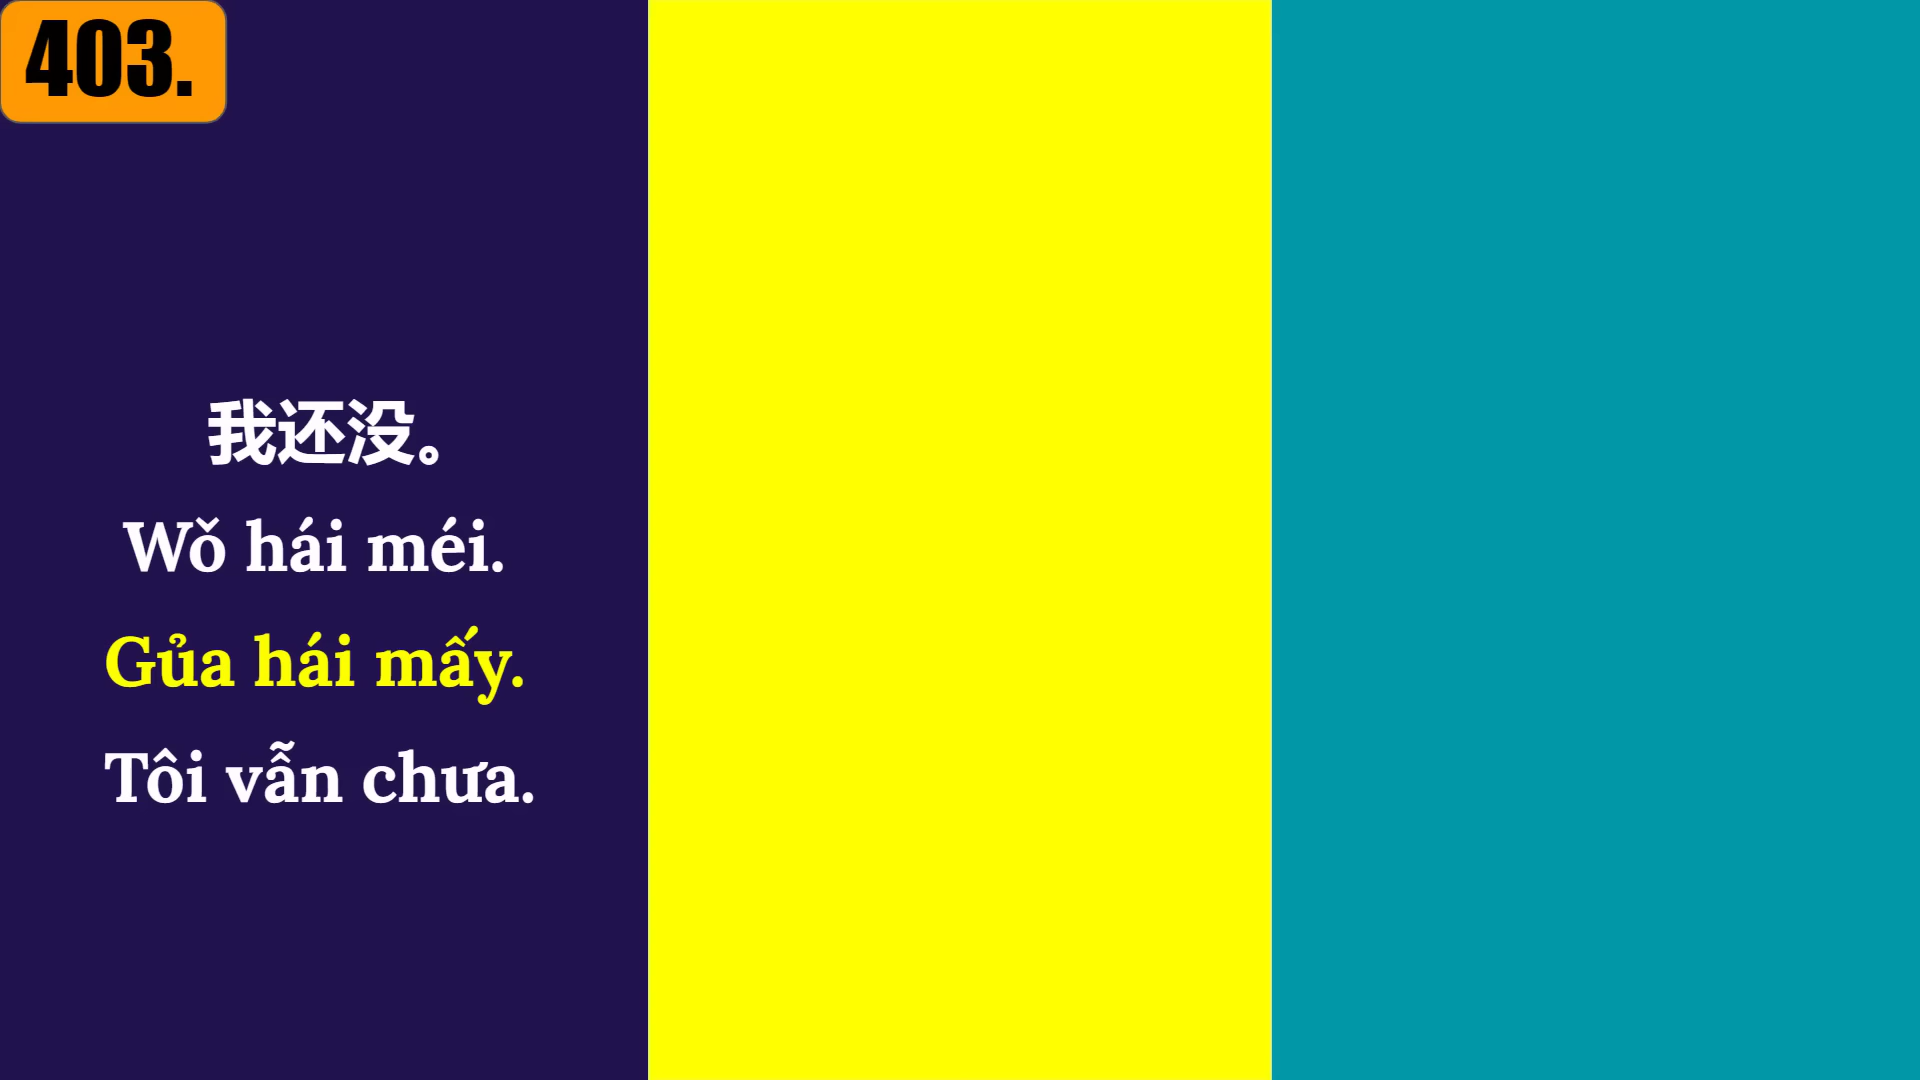 403.
我还没。
Wǒ hái méi.
Gủa hái mấy.
Tôi vẫn chưa.